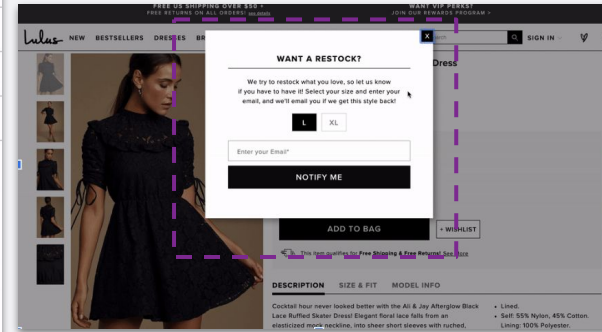 FREE US SHIPPING OVER $50 +
FREE RETURNS ON ALL ORDERS! see details
WANT VIP PERKS?
JOIN OUR REWARDS PROGRAM >
Lulus
NEW BESTSELLERS DRESSES BR
SIGN IN
Dress
X
WANT A RESTOCK?
We try to restock what you love, so let us know
if you have to have it! Select your size and enter your
email, and we'll email you if we get this style back!
L XL
Enter your Email*
NOTIFY ME
ADD TO BAG
+ WISHLIST
This item qualifies for Free Shipping & Free Returns! See More
DESCRIPTION SIZE & FIT MODEL INFO
Cocktail hour never looked better with the Ali & Jay Afterglow Black
Lace Ruffled Skater Dress! Elegant floral lace falls from an
elasticized mock neckline, into sheer short sleeves with ruched,
• Lined.
• Self: 55% Nylon, 45% Cotton.
Lining: 100% Polyester.